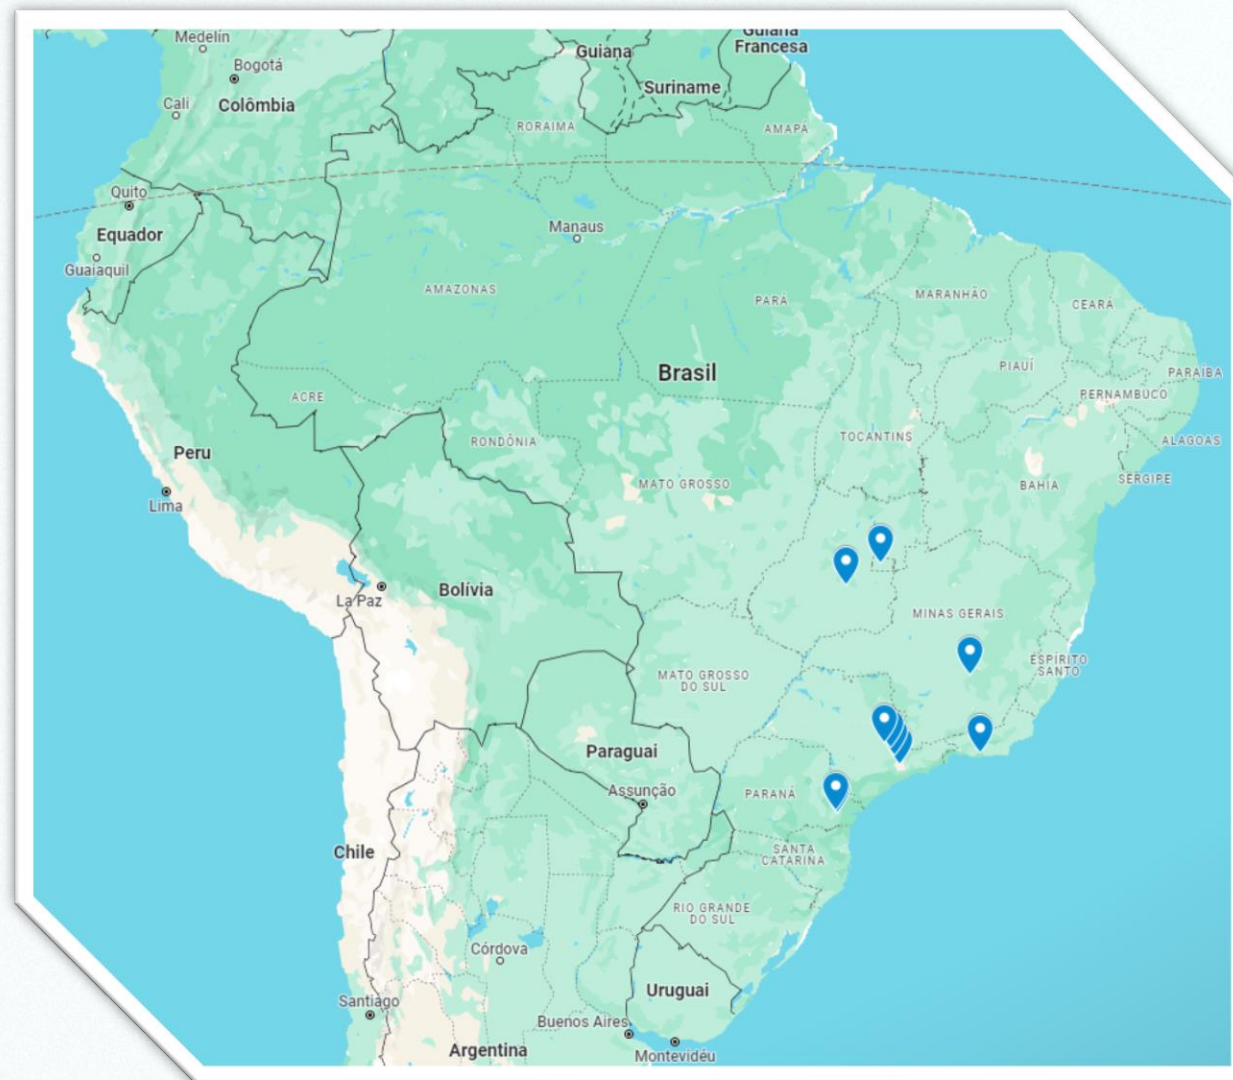 Medelín
Bogotá
Cali
Colômbia
Guiana
Guiana
Francesa
Suriname
RORAIMA
AMAPÁ
Quito
Equador
Guaiaquil
Manaus
AMAZONAS
PARÁ
MARANHÃO
CEARÁ
Brasil
PIAUÍ
PARAÍBA
PERNAMBUCO
ACRE
TOCANTINS
ALAGOAS
RONDÔNIA
Peru
MATO GROSSO
BAHIA
SERGIPE
Lima
La Paz
Bolívia
MINAS GERAIS
ESPÍRITO
SANTO
MATO GROSSO
DO SUL
Paraguai
Assunção
PARANÁ
Chile
SANTA
CATARINA
RIO GRANDE
DO SUL
Córdova
Uruguai
Santiago
Buenos Aires
Argentina
Montevidéu